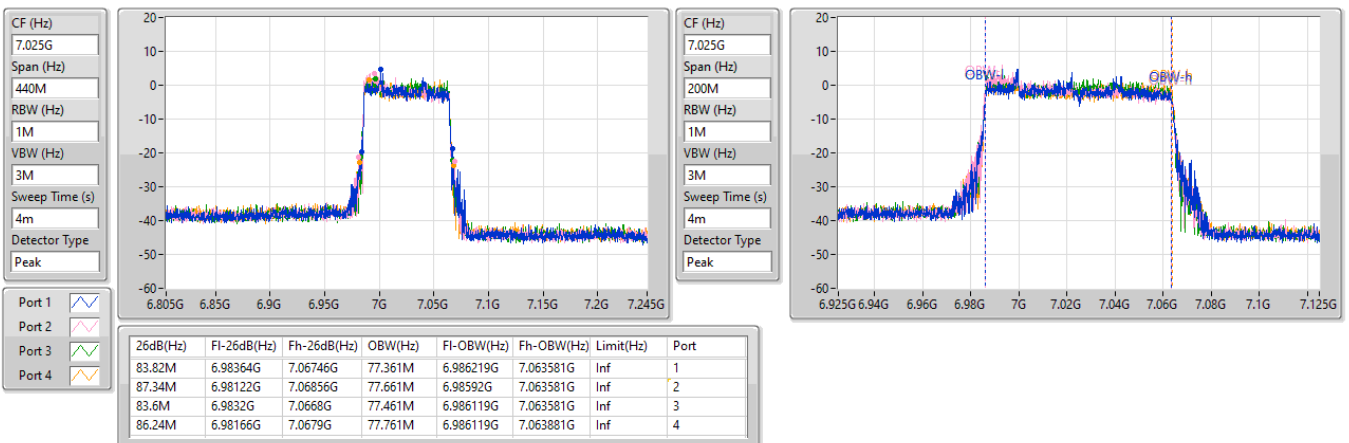 CF (Hz)
7.025G
Span (Hz)
440M
RBW (Hz)
1M
VBW (Hz)
3M
Sweep Time (s)
4m
Detector Type
Peak
20
10
0
-10
-20
-30
-40
-50
-60
6.805G 6.85G 6.9G 6.95G 7G 7.05G 7.1G 7.15G 7.2G 7.245G
CF (Hz)
7.025G
Span (Hz)
200M
RBW (Hz)
1M
VBW (Hz)
3M
Sweep Time (s)
4m
Detector Type
Peak
20
10
0
-10
-20
-30
-40
-50
-60
OBW-l OBW-h
6.925G 6.94G 6.96G 6.98G 7G 7.02G 7.04G 7.06G 7.08G 7.1G 7.125G
Port 1
Port 2
Port 3
Port 4
26dB(Hz) Fl-26dB(Hz) Fh-26dB(Hz) OBW(Hz) Fl-OBW(Hz) Fh-OBW(Hz) Limit(Hz) Port
83.82M 6.98364G 7.06746G 77.361M 6.986219G 7.063581G Inf 1
87.34M 6.98122G 7.06856G 77.661M 6.98592G 7.063581G Inf 2
83.6M 6.9832G 7.0668G 77.461M 6.986119G 7.063581G Inf 3
86.24M 6.98166G 7.0679G 77.761M 6.986119G 7.063881G Inf 4